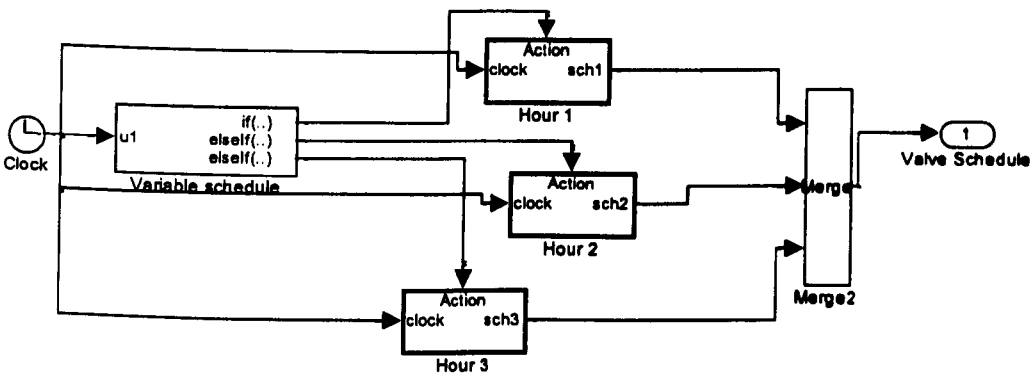 Action
clock sch1
Hour 1
Clock
u1
if(..)
elseif(..)
elseif(..)
Variable schedule
Action
clock sch2
Hour 2
Action
clock sch3
Hour 3
Merge
Merge2
1
Valve Schedule